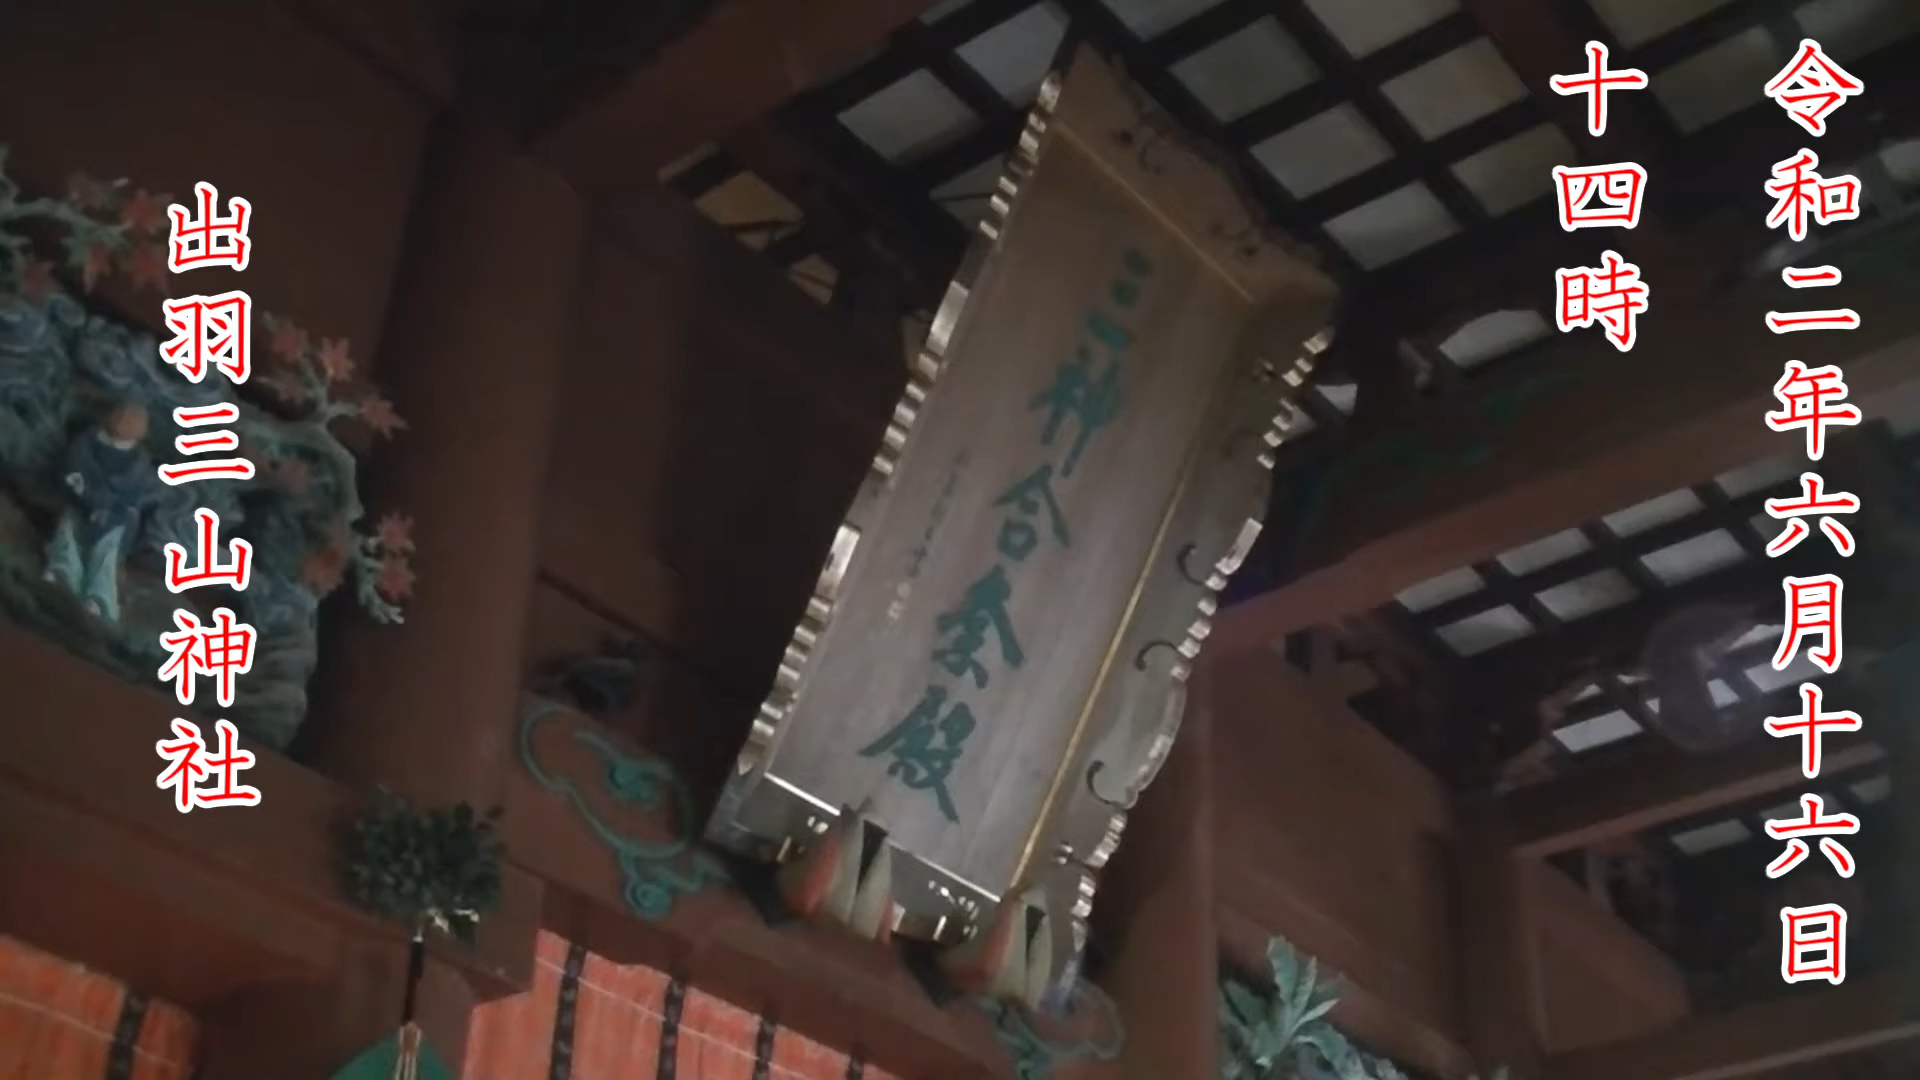 令和二年六月十六日
十四時
三神合祭殿
出羽三山神社